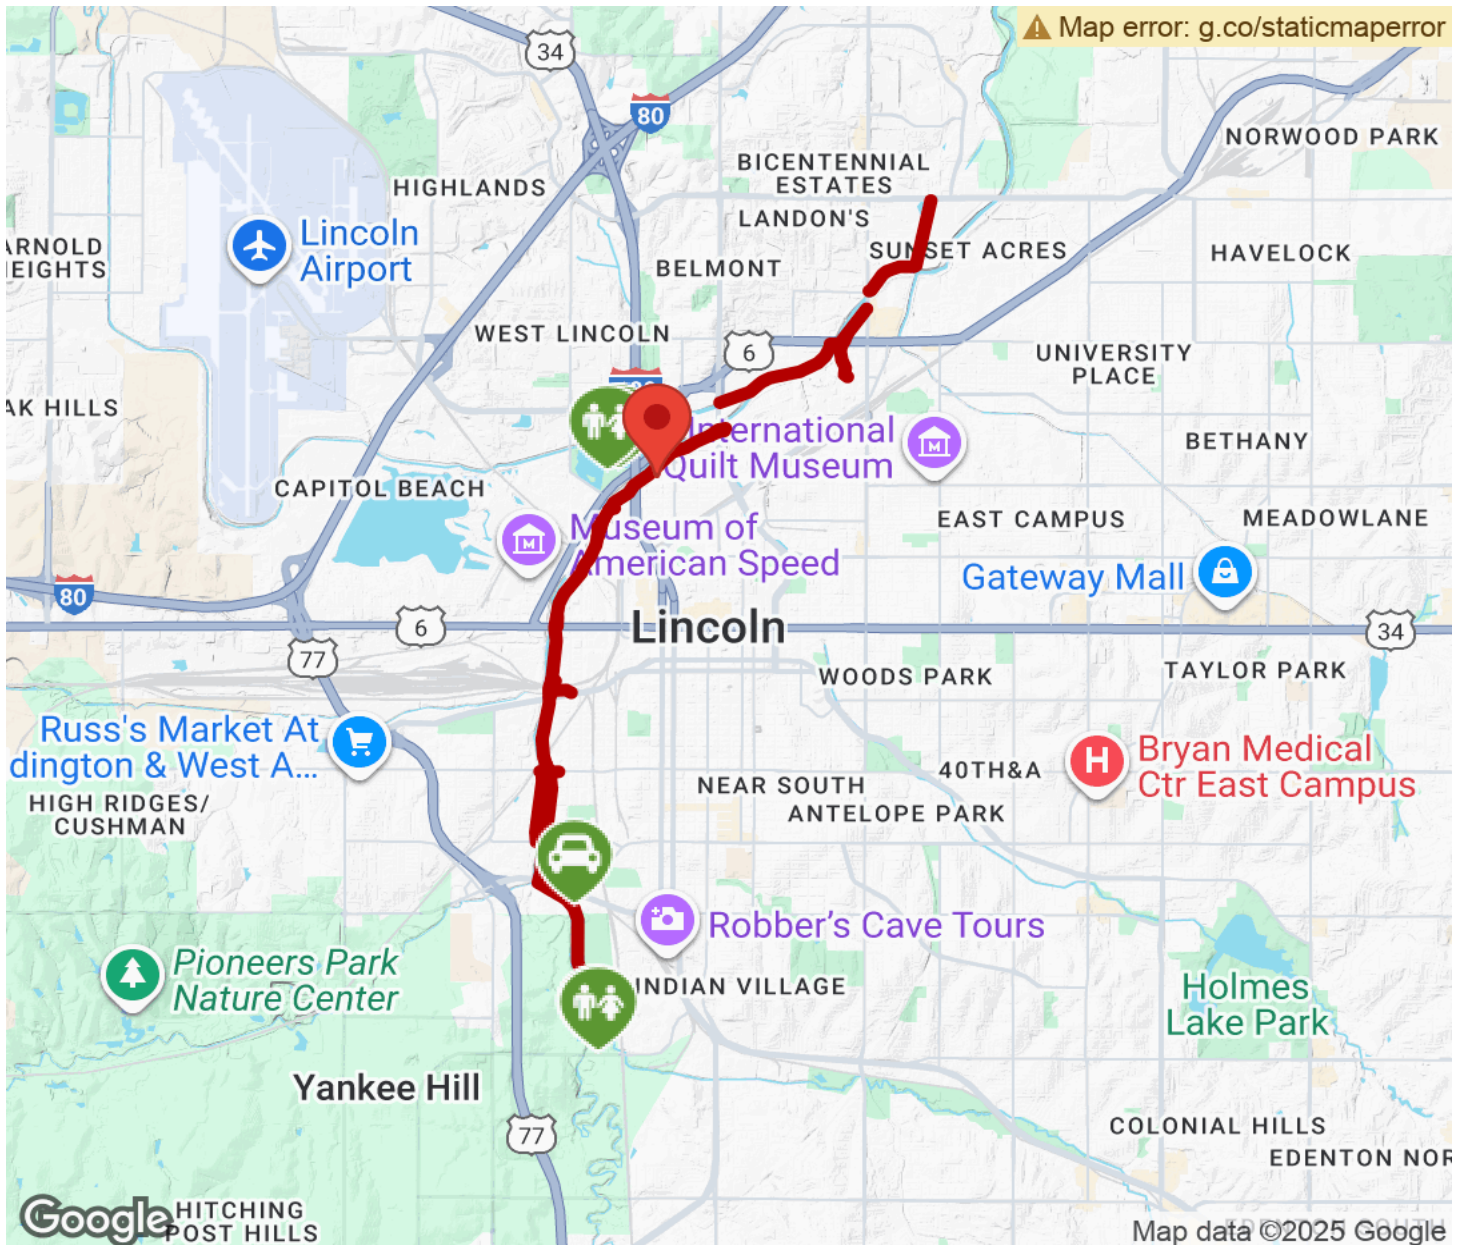 Map error: g.co/staticmaperror
34
80
NORWOOD PARK
BICENTENNIAL
ESTATES
HIGHLANDS
LANDON'S
Lincoln
Airport
ARNOLD
HEIGHTS
SUNSET ACRES
HAVELOCK
BELMONT
WEST LINCOLN
6
UNIVERSITY
PLACE
AK HILLS
International
Quilt Museum
BETHANY
CAPITOL BEACH
EAST CAMPUS
MEADOWLANE
Museum of
American Speed
Gateway Mall
80
6
Lincoln
34
77
WOODS PARK
TAYLOR PARK
Russ's Market At
dington & West A...
Bryan Medical
Ctr East Campus
H
40TH&A
NEAR SOUTH
ANTELOPE PARK
HIGH RIDGES/
CUSHMAN
Robber's Cave Tours
Pioneers Park
Nature Center
INDIAN VILLAGE
Holmes
Lake Park
Yankee Hill
77
COLONIAL HILLS
EDENTON NOR
HITCHING
POST HILLS
Google
Map data ©2025 Google